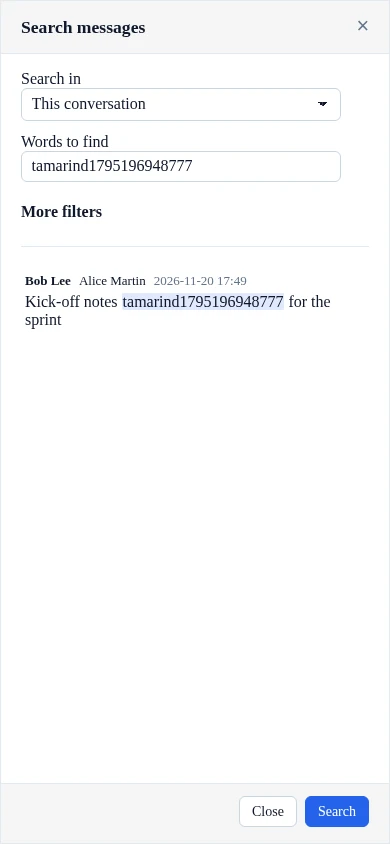 Search messages
×
Search in
This conversation
Words to find
tamarind1795196948777
More filters
Bob Lee Alice Martin 2026-11-20 17:49
Kick-off notes tamarind1795196948777 for the
sprint
Close Search